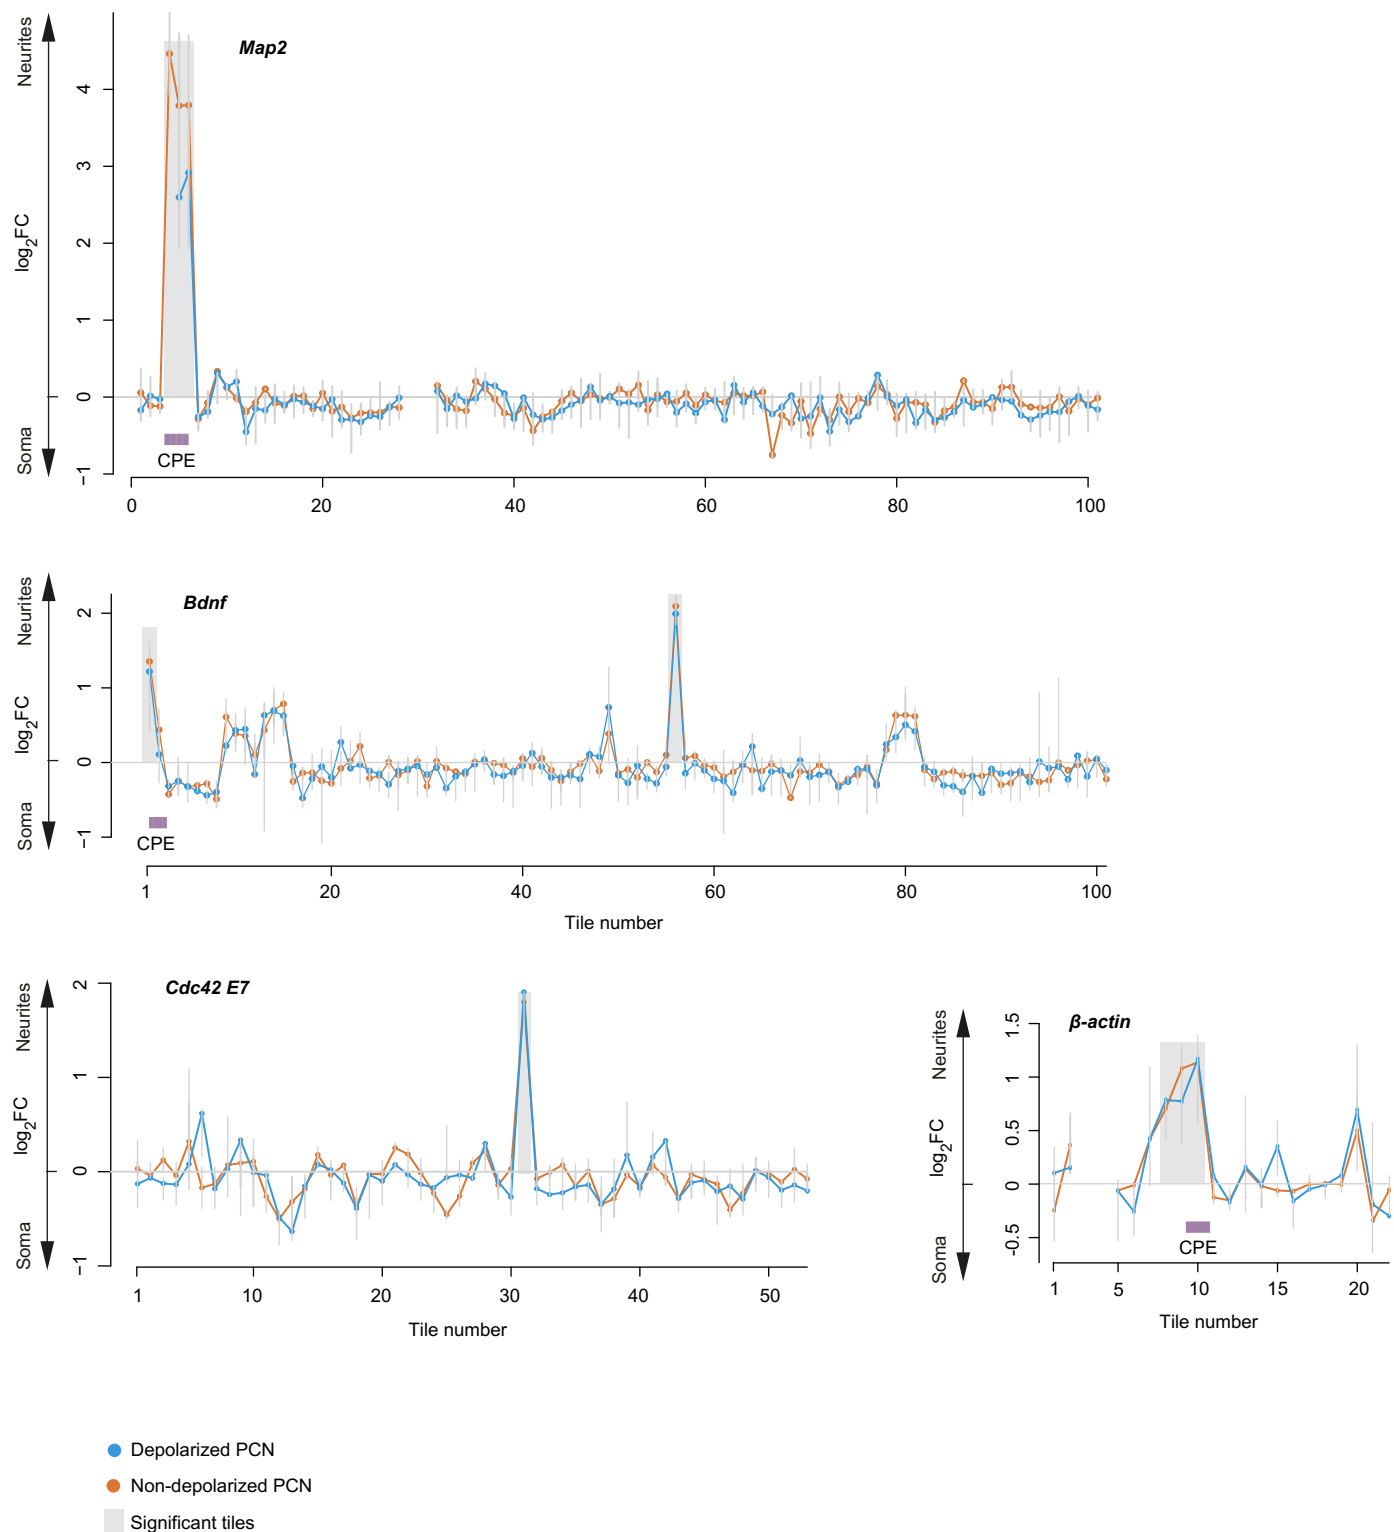 Map2
Neurites
log2FC
Soma
4
3
2
1
0
−1
CPE
0 20 40 60 80 100
Bdnf
Neurites
log2FC
Soma
2
1
0
−1
CPE
1 20 40 60 80 100
Tile number
Cdc42 E7
Neurites
log2FC
Soma
2
1
0
−1
1 10 20 30 40 50
Tile number
β-actin
Neurites
log2FC
Soma
1.5
1
0.5
0
-0.5
CPE
1 5 10 15 20
Tile number
Depolarized PCN
Non-depolarized PCN
Significant tiles